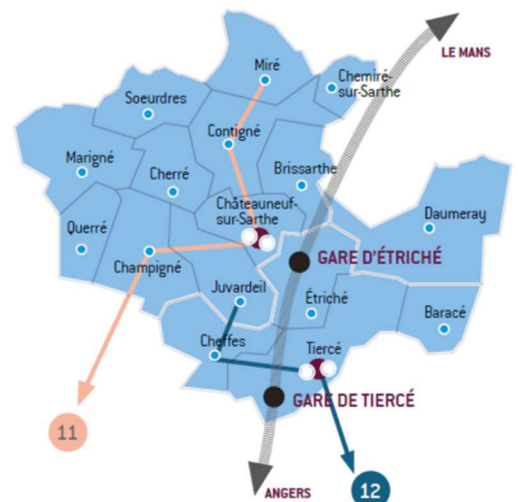 LE MANS
Miré
Chemiré-
sur-Sarthe
Soeurdres
Contigné
Marigné
Brissarthe
Cherré
Châteauneuf-
sur-Sarthe
Daumeray
Querré
Champigné
GARE D'ÉTRICHÉ
Juvardeil
Étriché
Baracé
Cheffes
Tiercé
GARE DE TIERCÉ
11
12
ANGERS